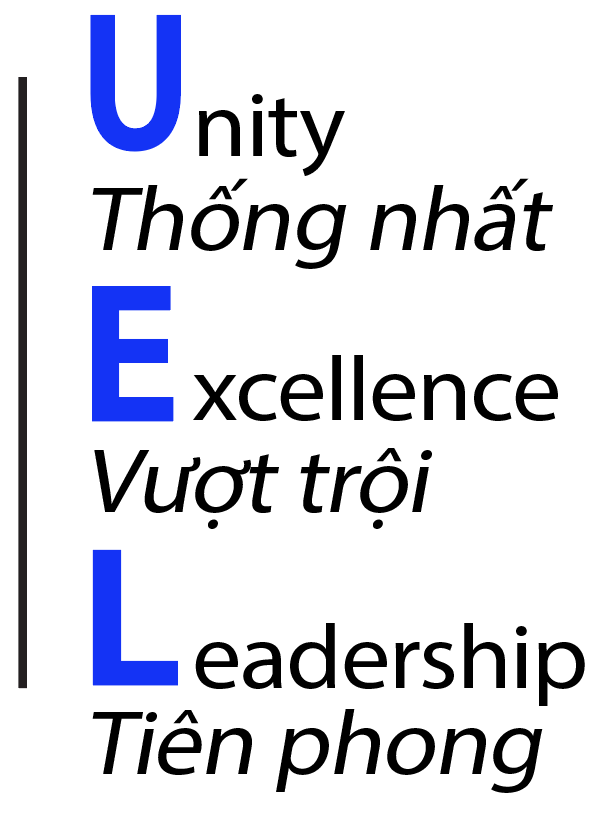 Unity
Thống nhất
Excellence
Vượt trội
Leadership
Tiên phong